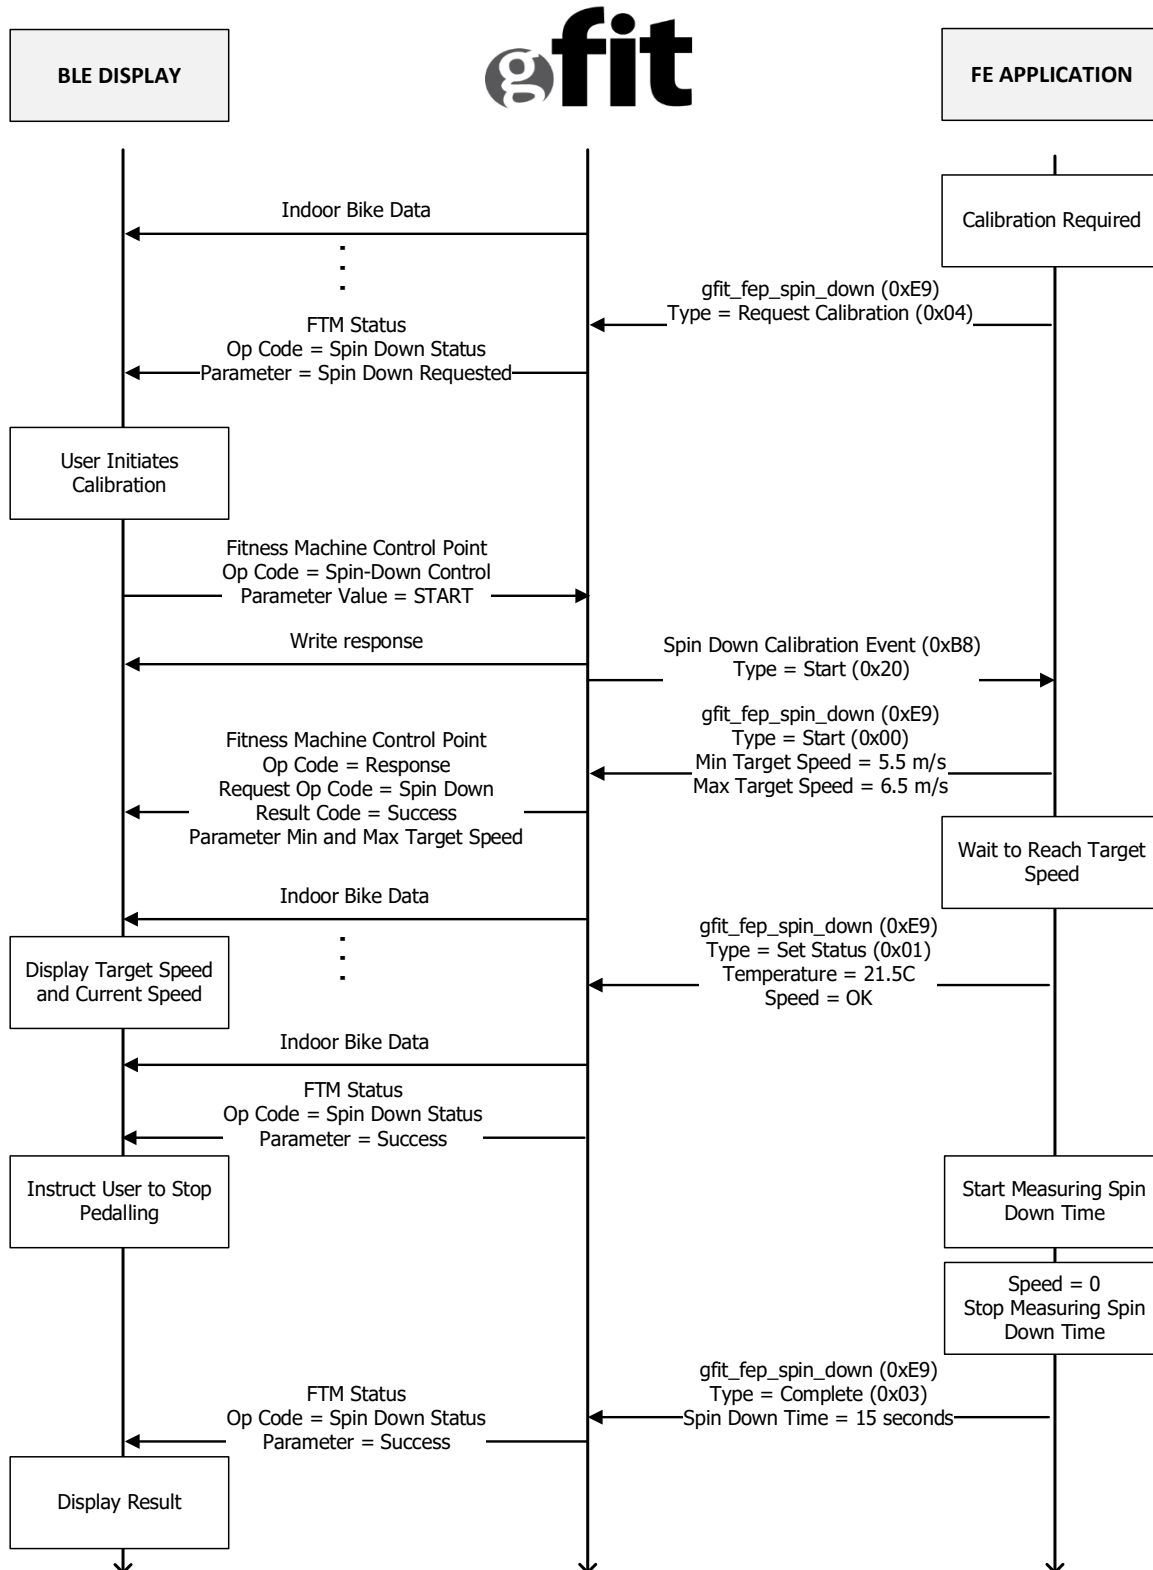 gfit
BLE DISPLAY
FE APPLICATION
Calibration Required
Indoor Bike Data
gfit_fep_spin_down (0xE9)
Type = Request Calibration (0x04)
FTM Status
Op Code = Spin Down Status
Parameter = Spin Down Requested
User Initiates
Calibration
Fitness Machine Control Point
Op Code = Spin-Down Control
Parameter Value = START
Write response
Spin Down Calibration Event (0xB8)
Type = Start (0x20)
gfit_fep_spin_down (0xE9)
Type = Start (0x00)
Min Target Speed = 5.5 m/s
Max Target Speed = 6.5 m/s
Fitness Machine Control Point
Op Code = Response
Request Op Code = Spin Down
Result Code = Success
Parameter Min and Max Target Speed
Wait to Reach Target
Speed
Indoor Bike Data
gfit_fep_spin_down (0xE9)
Type = Set Status (0x01)
Temperature = 21.5C
Speed = OK
Display Target Speed
and Current Speed
Indoor Bike Data
FTM Status
Op Code = Spin Down Status
Parameter = Success
Instruct User to Stop
Pedalling
Start Measuring Spin
Down Time
Speed = 0
Stop Measuring Spin
Down Time
gfit_fep_spin_down (0xE9)
Type = Complete (0x03)
Spin Down Time = 15 seconds
FTM Status
Op Code = Spin Down Status
Parameter = Success
Display Result